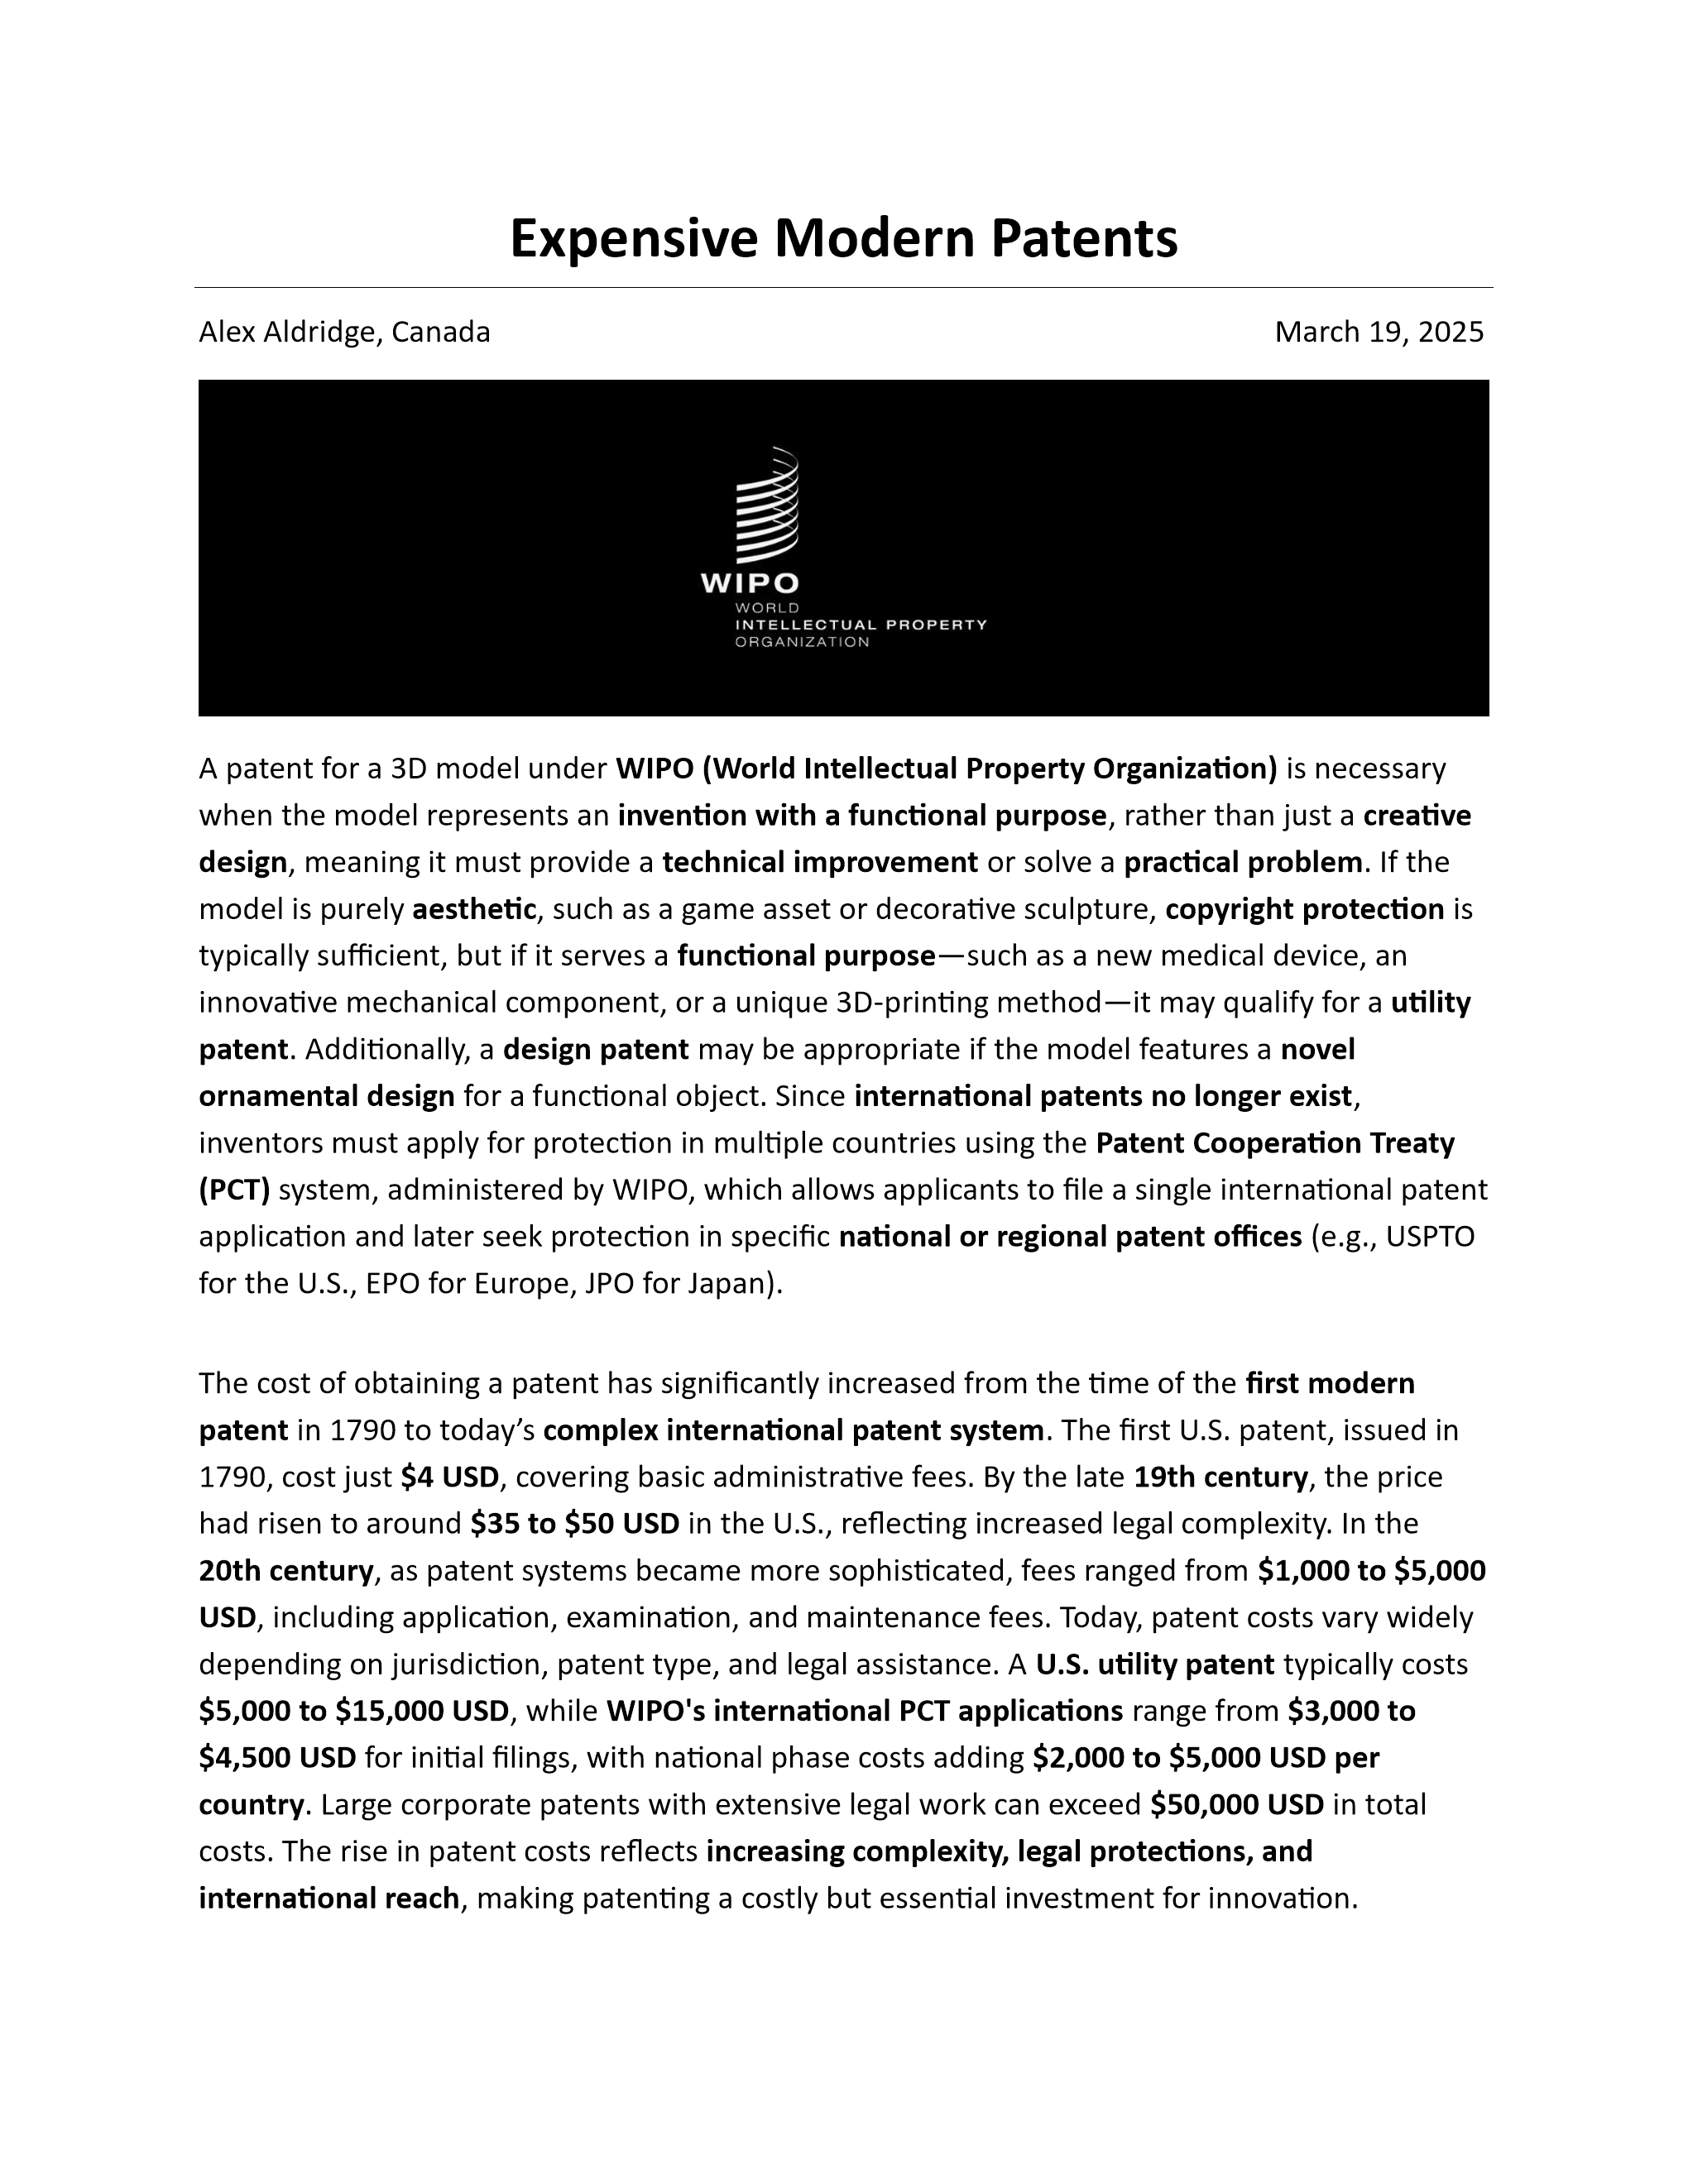 Expensive Modern Patents
Alex Aldridge, Canada
March 19, 2025
WIPO
WORLD
INTELLECTUAL PROPERTY
ORGANIZATION
A patent for a 3D model under WIPO (World Intellectual Property Organization) is necessary
when the model represents an invention with a functional purpose, rather than just a creative
design, meaning it must provide a technical improvement or solve a practical problem. If the
model is purely aesthetic, such as a game asset or decorative sculpture, copyright protection is
typically sufficient, but if it serves a functional purpose—such as a new medical device, an
innovative mechanical component, or a unique 3D-printing method—it may qualify for a utility
patent. Additionally, a design patent may be appropriate if the model features a novel
ornamental design for a functional object. Since international patents no longer exist,
inventors must apply for protection in multiple countries using the Patent Cooperation Treaty
(PCT) system, administered by WIPO, which allows applicants to file a single international patent
application and later seek protection in specific national or regional patent offices (e.g., USPTO
for the U.S., EPO for Europe, JPO for Japan).
The cost of obtaining a patent has significantly increased from the time of the first modern
patent in 1790 to today’s complex international patent system. The first U.S. patent, issued in
1790, cost just $4 USD, covering basic administrative fees. By the late 19th century, the price
had risen to around $35 to $50 USD in the U.S., reflecting increased legal complexity. In the
20th century, as patent systems became more sophisticated, fees ranged from $1,000 to $5,000
USD, including application, examination, and maintenance fees. Today, patent costs vary widely
depending on jurisdiction, patent type, and legal assistance. A U.S. utility patent typically costs
$5,000 to $15,000 USD, while WIPO's international PCT applications range from $3,000 to
$4,500 USD for initial filings, with national phase costs adding $2,000 to $5,000 USD per
country. Large corporate patents with extensive legal work can exceed $50,000 USD in total
costs. The rise in patent costs reflects increasing complexity, legal protections, and
international reach, making patenting a costly but essential investment for innovation.